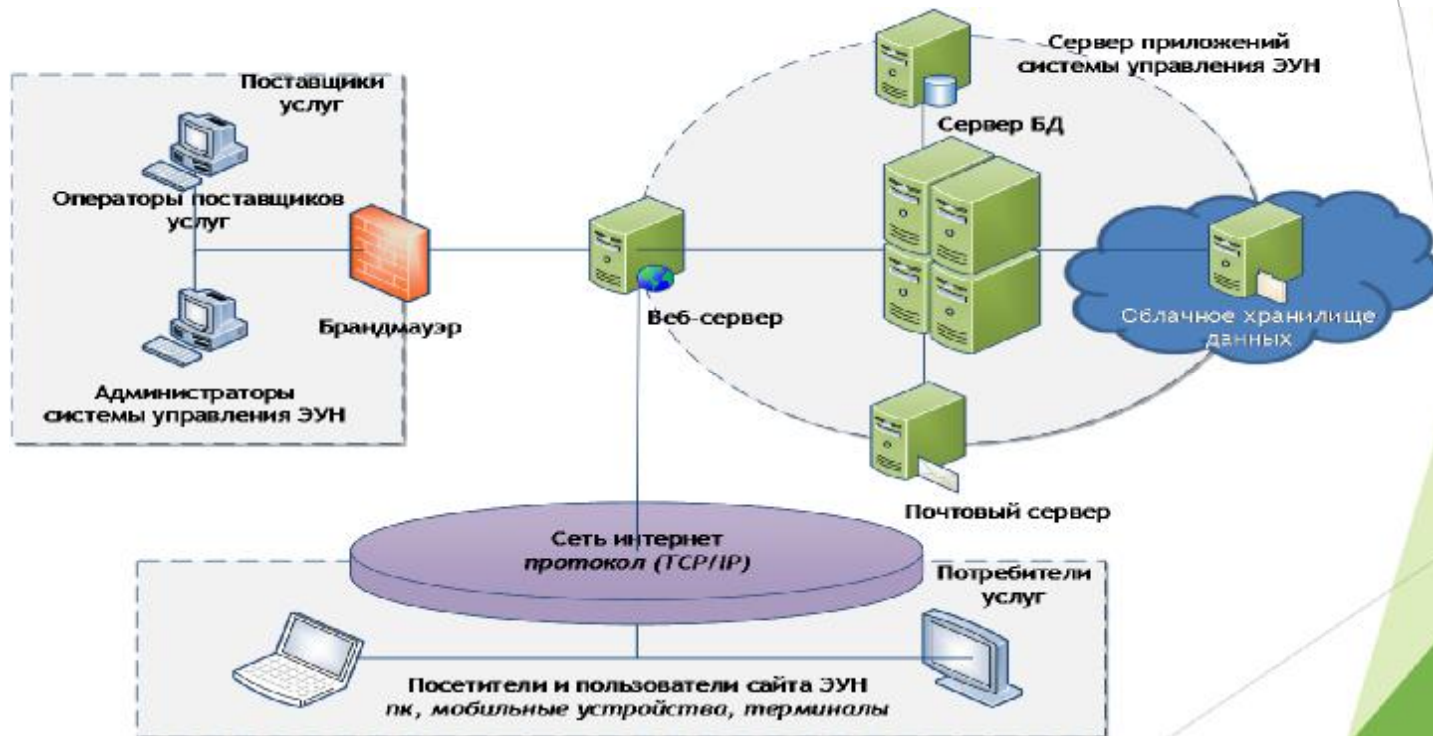 Поставщики
услуг
Операторы поставщиков
услуг
Брандмауэр
Администраторы
системы управления ЭУН
Сервер приложений
системы управления ЭУН
Сервер БД
Веб-сервер
Облачное хранилище
данных
Почтовый сервер
Сеть интернет
протокол (TCP/IP)
Потребители
услуг
Посетители и пользователи сайта ЭУН
пк, мобильные устройства, терминалы